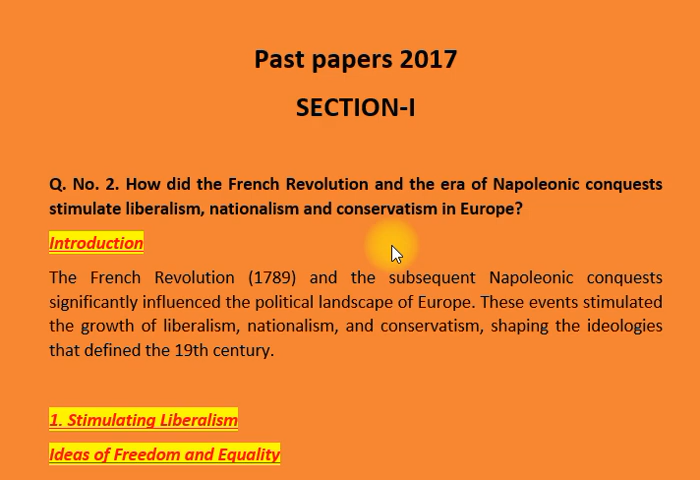 Past papers 2017
SECTION-I
Q. No. 2. How did the French Revolution and the era of Napoleonic conquests
stimulate liberalism, nationalism and conservatism in Europe?
Introduction
The French Revolution (1789) and the subsequent Napoleonic conquests
significantly influenced the political landscape of Europe. These events stimulated
the growth of liberalism, nationalism, and conservatism, shaping the ideologies
that defined the 19th century.
1. Stimulating Liberalism
Ideas of Freedom and Equality